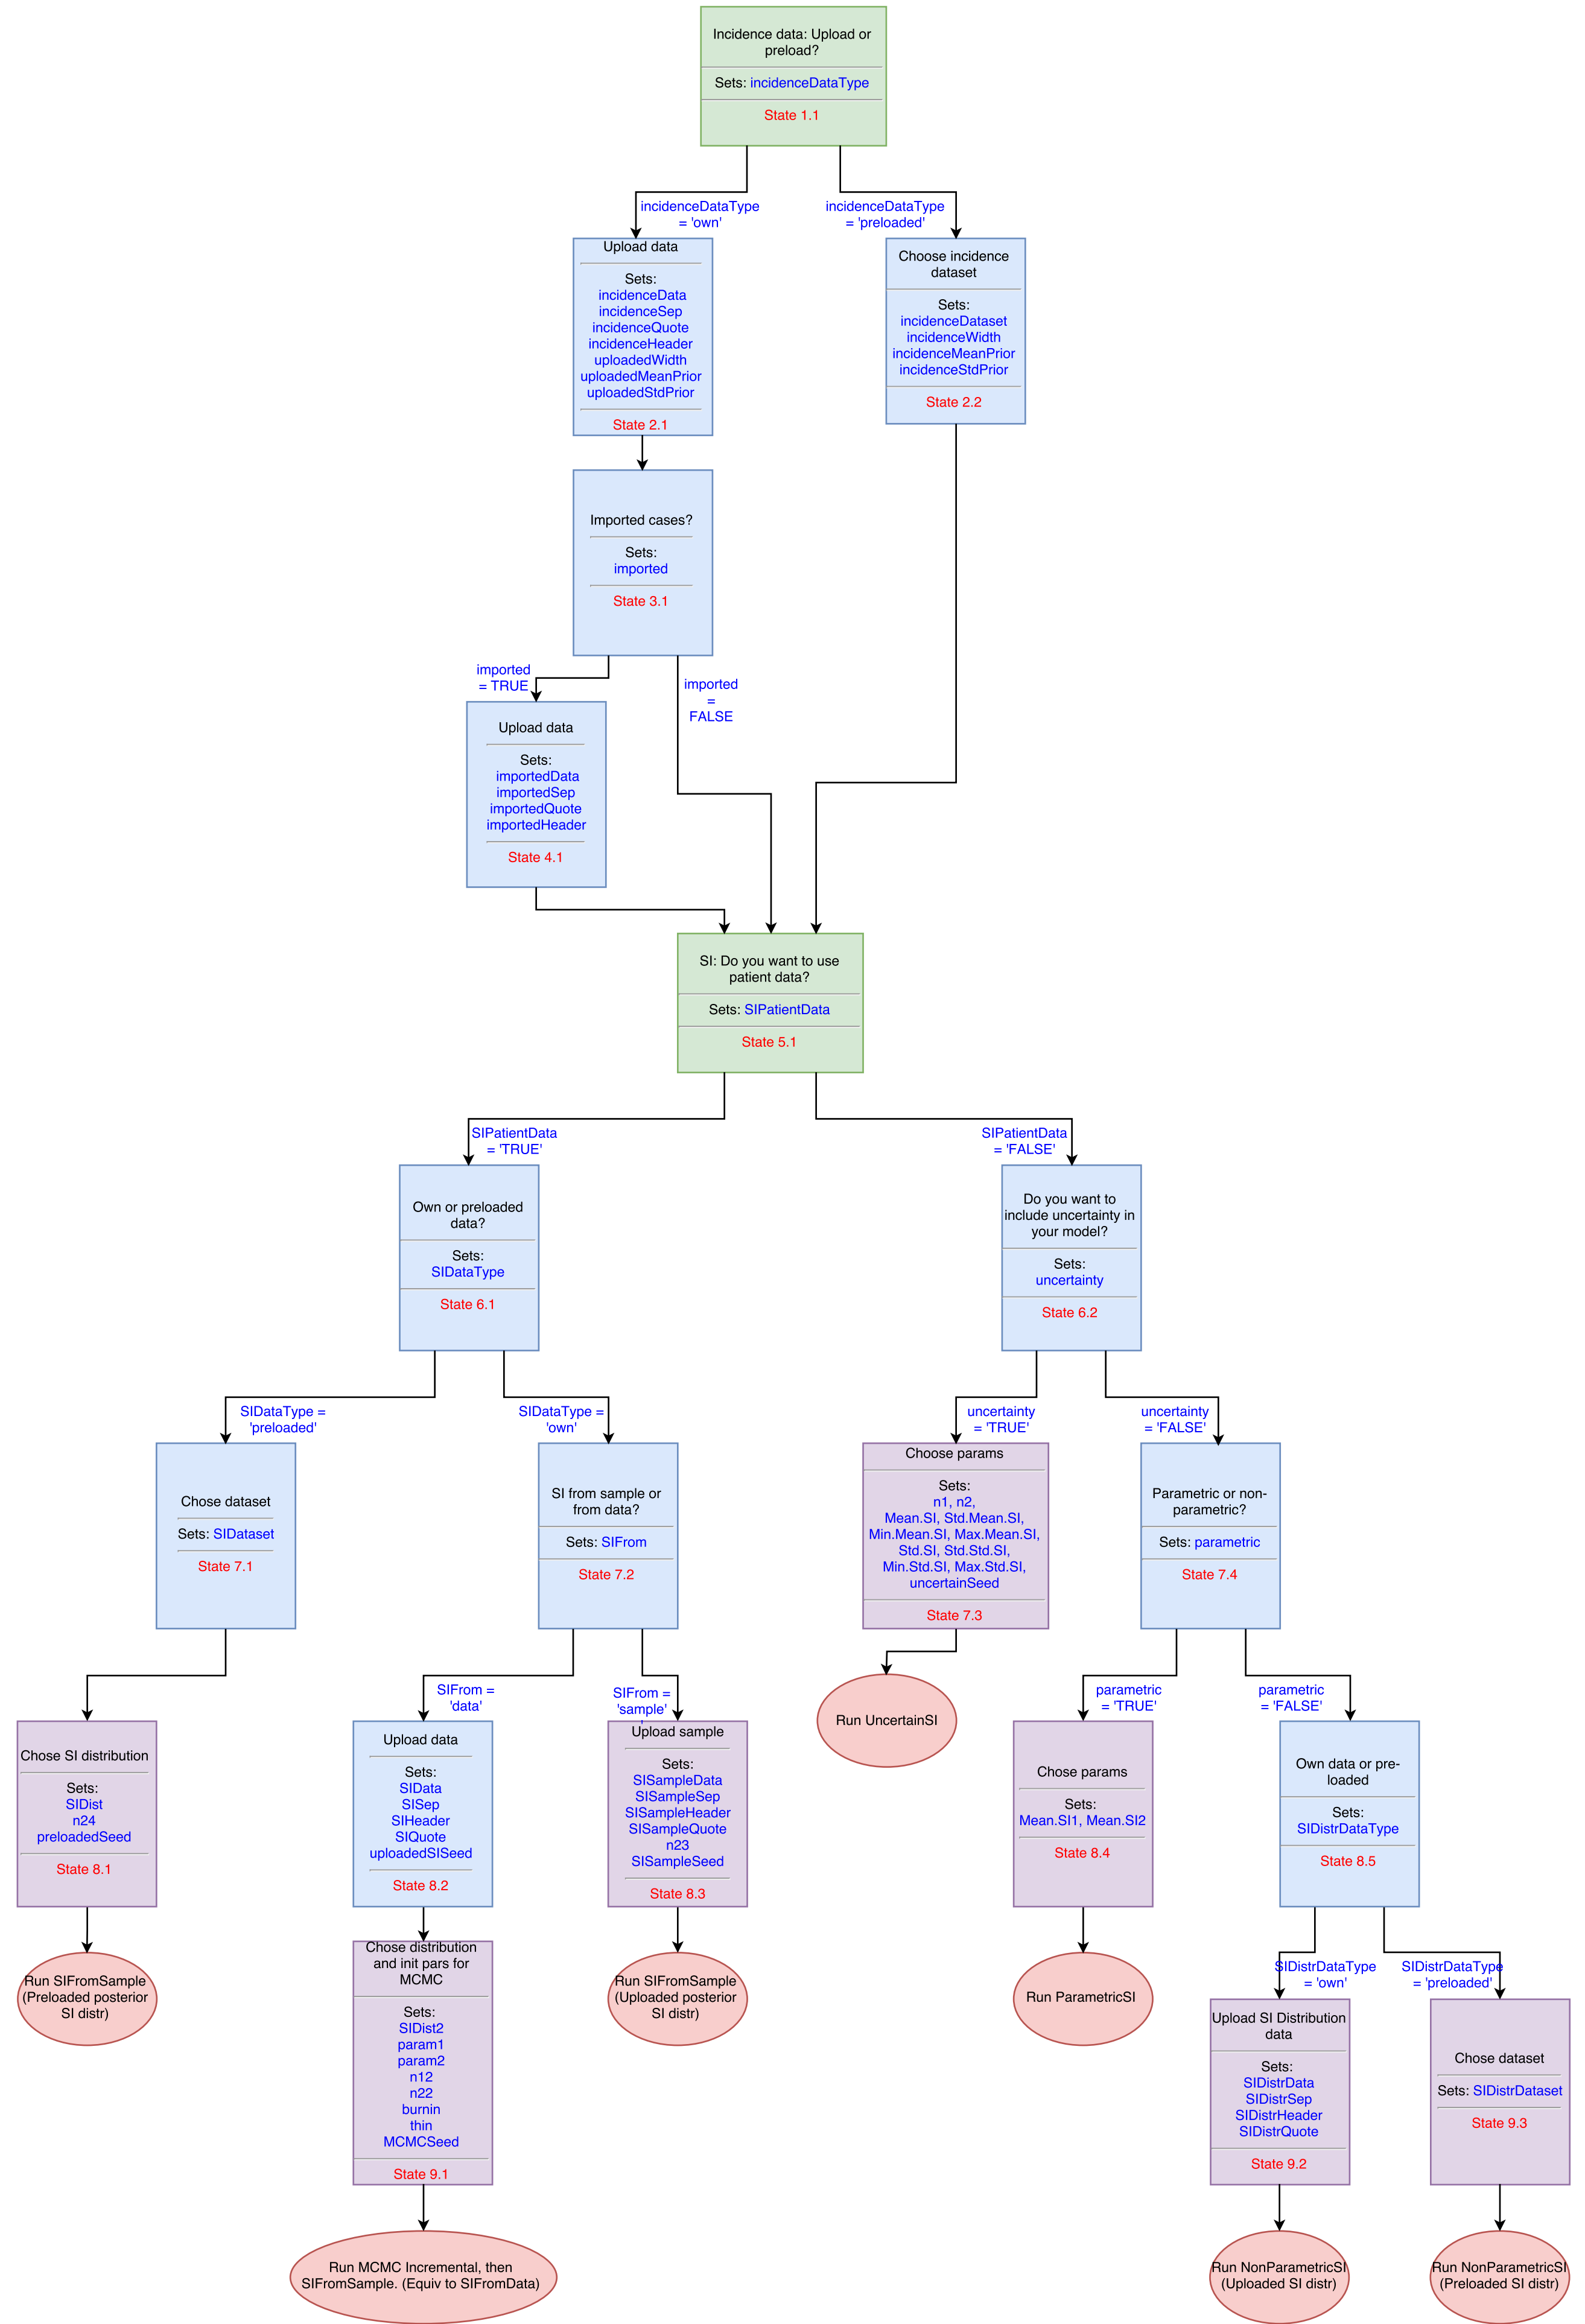 Incidence data: Upload or
preload?
Sets: incidenceDataType
State 1.1
incidenceDataType
= 'own'
incidenceDataType
= 'preloaded'
Upload data
Sets:
incidenceData
incidenceSep
incidenceQuote
incidenceHeader
uploadedWidth
uploadedMeanPrior
uploadedStdPrior
State 2.1
Choose incidence
dataset
Sets:
incidenceDataset
incidenceWidth
incidenceMeanPrior
incidenceStdPrior
State 2.2
Imported cases?
Sets:
imported
State 3.1
imported
= TRUE
imported
=
FALSE
Upload data
Sets:
importedData
importedSep
importedQuote
importedHeader
State 4.1
SI: Do you want to use
patient data?
Sets: SIPatientData
State 5.1
SIPatientData
= 'TRUE'
SIPatientData
= 'FALSE'
Own or preloaded
data?
Sets:
SIDataType
State 6.1
Do you want to
include uncertainty in
your model?
Sets:
uncertainty
State 6.2
SIDataType =
'preloaded'
SIDataType =
'own'
uncertainty
= 'TRUE'
uncertainty
= 'FALSE'
Chose dataset
Sets: SIDataset
State 7.1
SI from sample or
from data?
Sets: SIFrom
State 7.2
Choose params
Sets:
n1, n2,
Mean.SI, Std.Mean.SI,
Min.Mean.SI, Max.Mean.SI,
Std.SI, Std.Std.SI,
Min.Std.SI, Max.Std.SI,
uncertainSeed
State 7.3
Parametric or non-
parametric?
Sets: parametric
State 7.4
SIFrom =
'data'
SIFrom =
'sample'
'
Run UncertainSI
parametric
= 'TRUE'
parametric
= 'FALSE'
Chose SI distribution
Sets:
SIDist
n24
preloadedSeed
State 8.1
Upload data
Sets:
SIData
SISep
SIHeader
SIQuote
uploadedSISeed
State 8.2
Upload sample
Sets:
SISampleData
SISampleSep
SISampleHeader
SISampleQuote
n23
SISampleSeed
State 8.3
Chose params
Sets:
Mean.SI1, Mean.SI2
State 8.4
Own data or pre-
loaded
Sets:
SIDistrDataType
State 8.5
Run SIFromSample
(Preloaded posterior
SI distr)
Chose distribution
and init pars for
MCMC
Sets:
SIDist2
param1
param2
n12
n22
burnin
thin
MCMCSeed
State 9.1
Run SIFromSample
(Uploaded posterior
SI distr)
Run ParametricSI
SIDistrDataType
= 'own'
SIDistrDataType
= 'preloaded'
Upload SI Distribution
data
Sets:
SIDistrData
SIDistrSep
SIDistrHeader
SIDistrQuote
State 9.2
Chose dataset
Sets: SIDistrDataset
State 9.3
Run MCMC Incremental, then
SIFromSample. (Equiv to SIFromData)
Run NonParametricSI
(Uploaded SI distr)
Run NonParametricSI
(Preloaded SI distr)